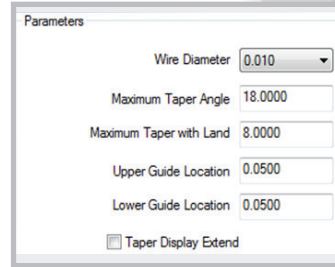 Parameters
Wire Diameter 0.010
Maximum Taper Angle 18.0000
Maximum Taper with Land 8.0000
Upper Guide Location 0.0500
Lower Guide Location 0.0500
Taper Display Extend